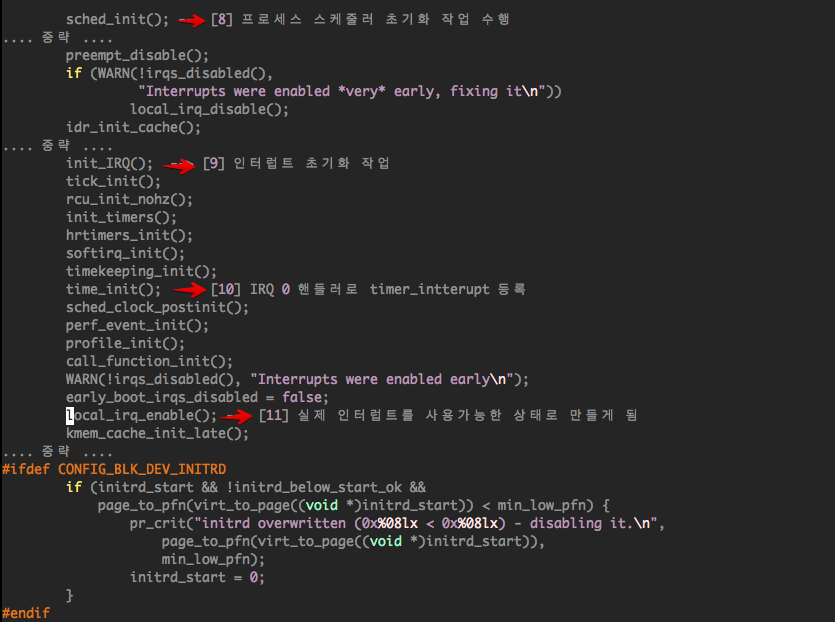 sched_init(); --> [8] 프로세스 스케줄러 초기화 작업 수행
.... 중략 ....
preempt_disable();
if (WARN(!irqs_disabled(),
"Interrupts were enabled *very* early, fixing it\n"))
local_irq_disable();
idr_init_cache();
.... 중략 ....
init_IRQ(); --> [9] 인터럽트 초기화 작업
tick_init();
rcu_init_nohz();
init_timers();
hrtimers_init();
softirq_init();
timekeeping_init();
time_init(); --> [10] IRQ 0 핸들러로 timer_intterupt 등록
sched_clock_postinit();
perf_event_init();
profile_init();
call_function_init();
WARN(!irqs_disabled(), "Interrupts were enabled early\n");
early_boot_irqs_disabled = false;
local_irq_enable(); --> [11] 실제 인터럽트를 사용가능한 상태로 만들게 됨
kmem_cache_init_late();
.... 중략 ....
#ifdef CONFIG_BLK_DEV_INITRD
if (initrd_start && !initrd_below_start_ok &&
page_to_pfn(virt_to_page((void *)initrd_start)) < min_low_pfn) {
pr_crit("initrd overwritten (0x%08lx < 0x%08lx) - disabling it.\n",
page_to_pfn(virt_to_page((void *)initrd_start)),
min_low_pfn);
initrd_start = 0;
}
#endif